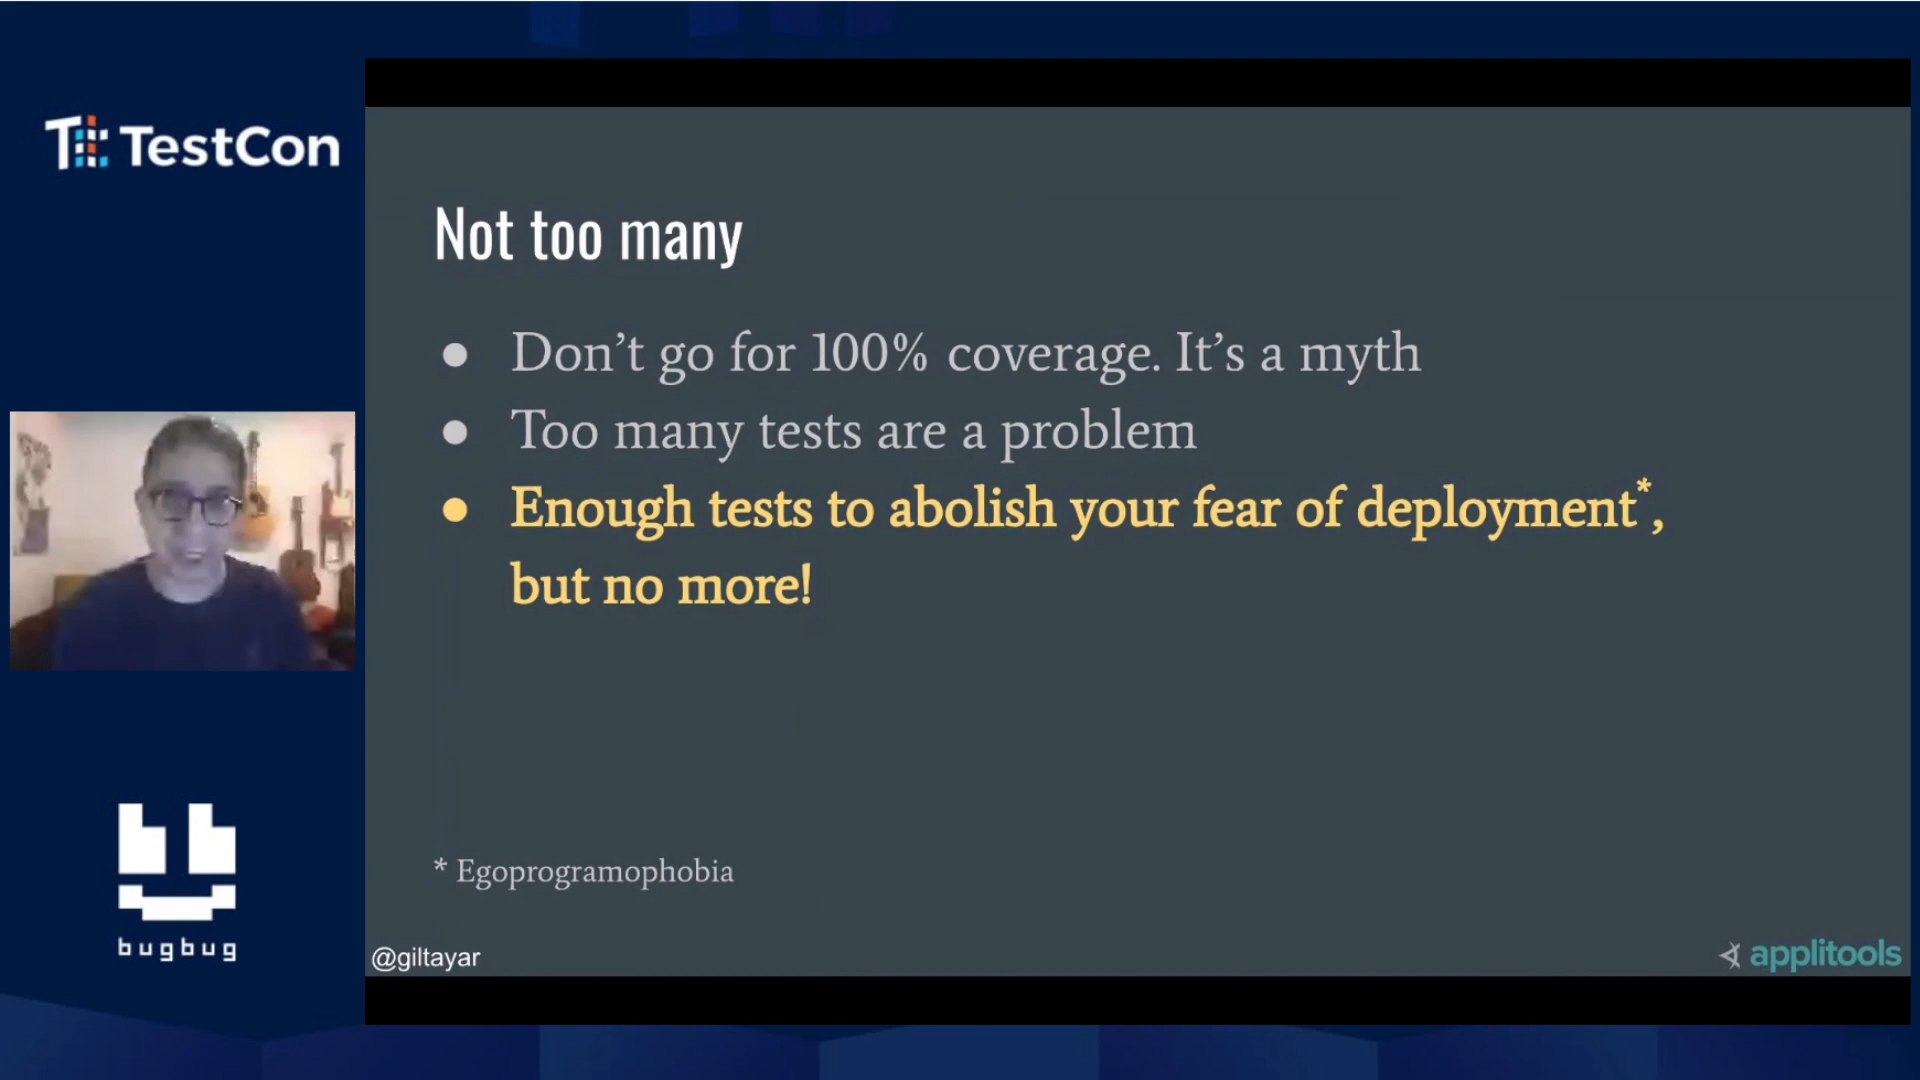 TestCon
Not too many
● Don’t go for 100% coverage. It’s a myth
● Too many tests are a problem
● Enough tests to abolish your fear of deployment*,
but no more!
* Egoprogramophobia
bugbug
@giltayar
applitools